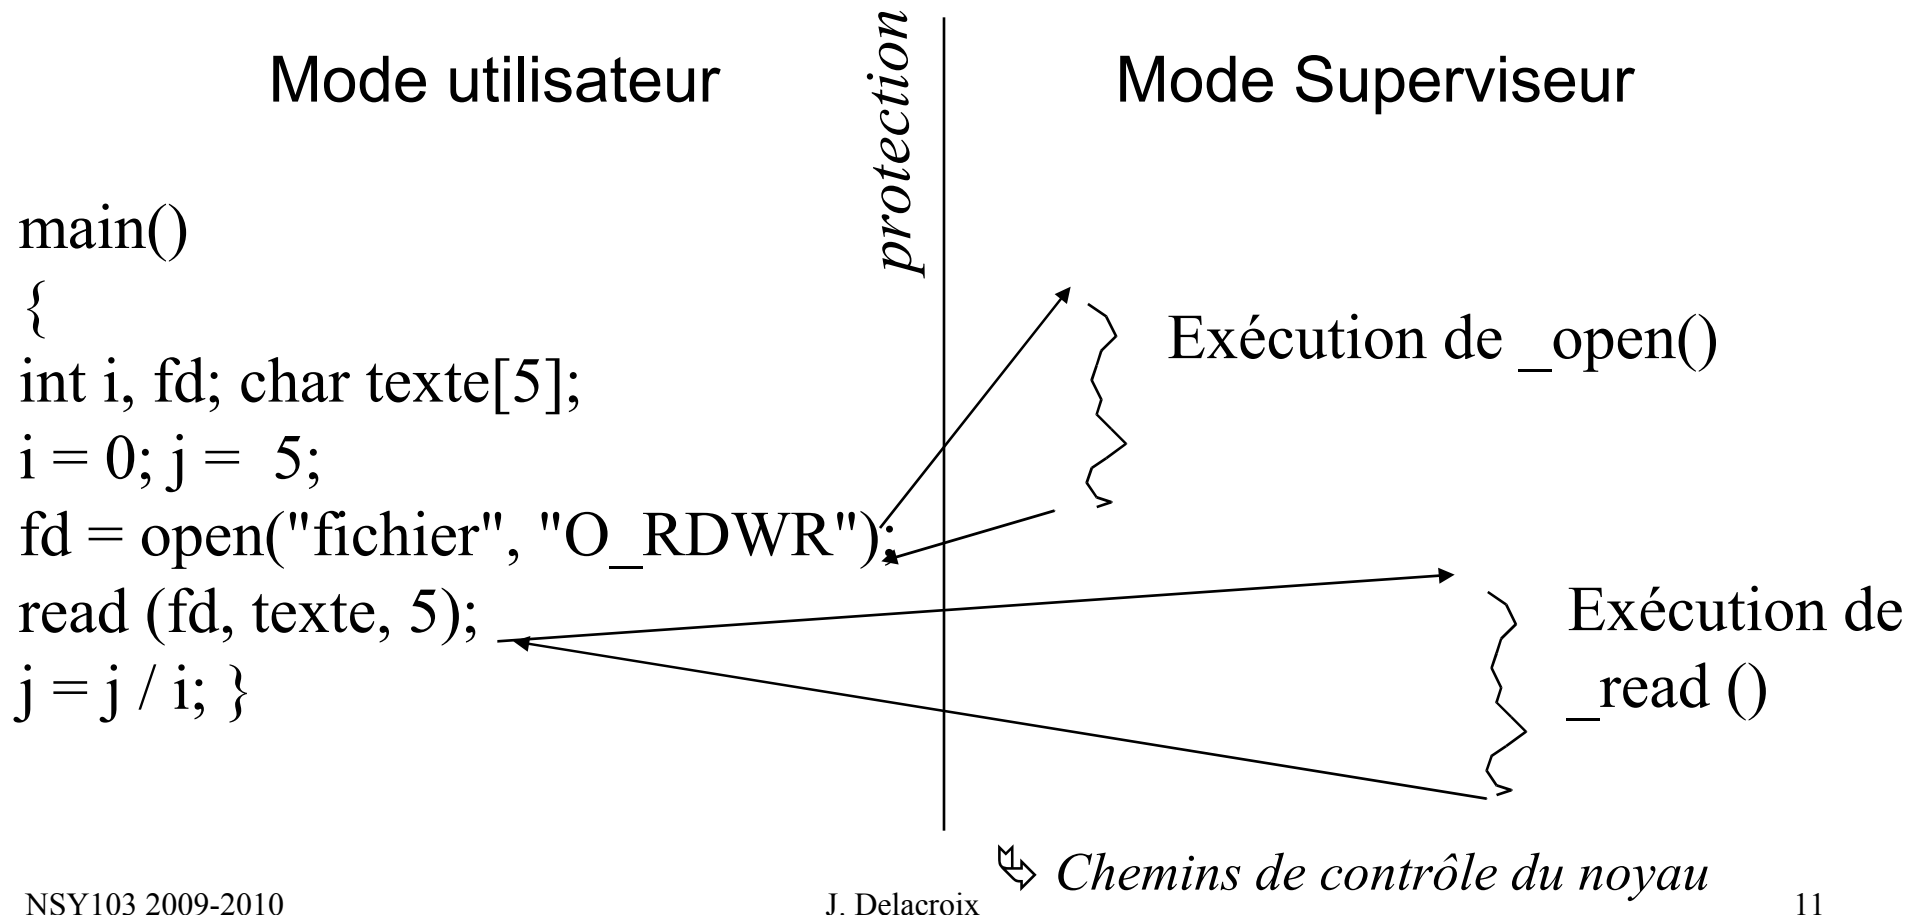 Mode utilisateur
protection
Mode Superviseur
main()
{
int i, fd; char texte[5];
i = 0; j =  5;
fd = open("fichier", "O_RDWR");
read (fd, texte, 5);
j = j / i; }
Exécution de _open()
Exécution de
_read ()
Chemins de contrôle du noyau
NSY103 2009-2010
J. Delacroix
11